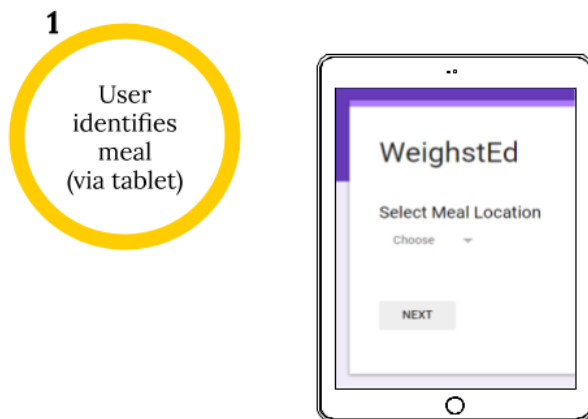 1
User
identifies
meal
(via tablet)
WeighstEd
Select Meal Location
Choose
NEXT